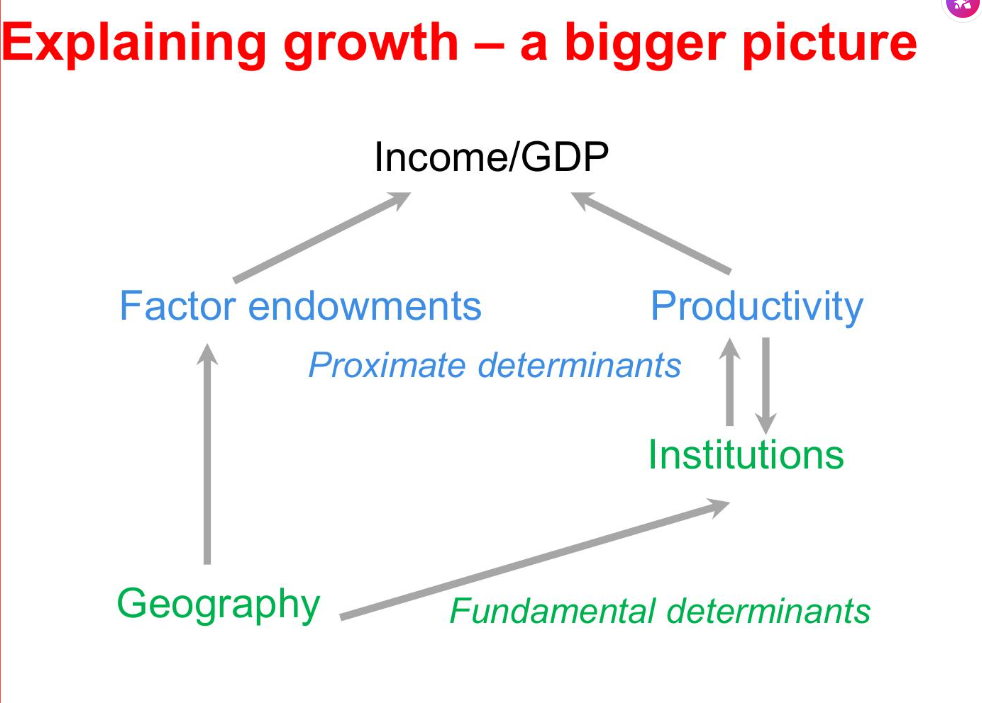 Explaining growth – a bigger picture
Income/GDP
Factor endowments
Productivity
Proximate determinants
Institutions
Geography
Fundamental determinants